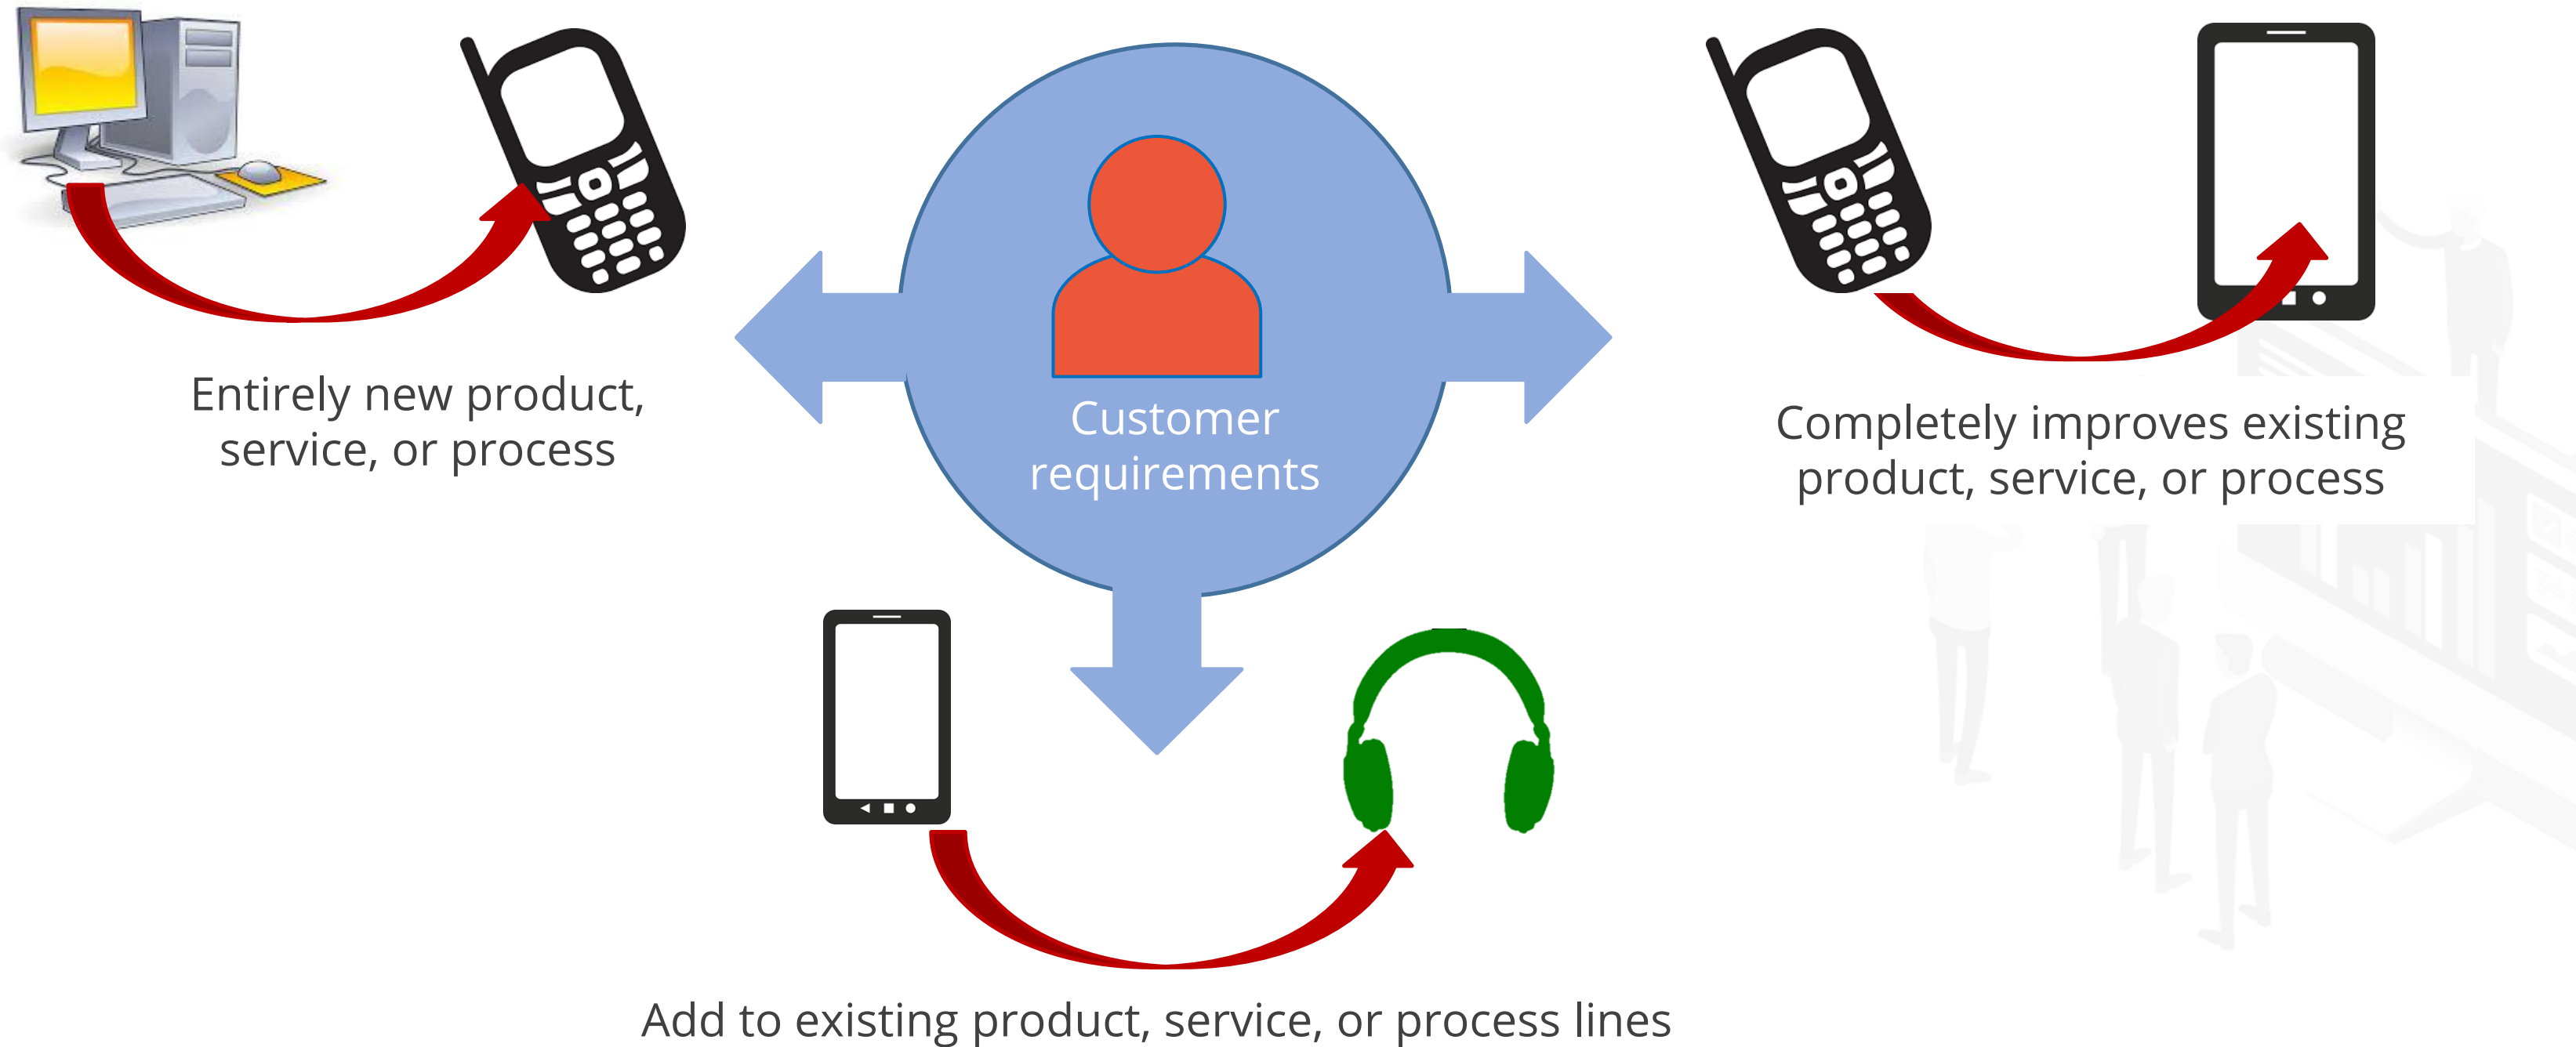 Entirely new product,
service, or process
Customer
requirements
Completely improves existing
product, service, or process
Add to existing product, service, or process lines